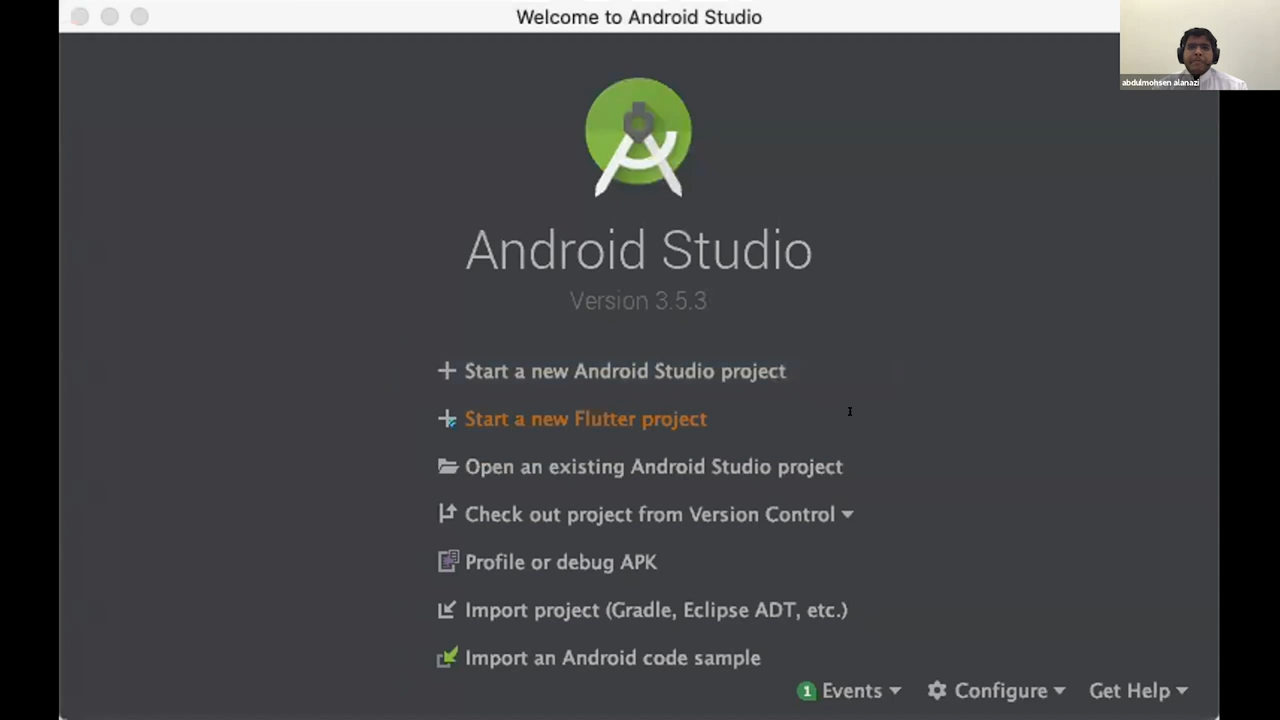 Welcome to Android Studio
abdulmohsen alanazi
Android Studio
Version 3.5.3
Start a new Android Studio project
Start a new Flutter project
Open an existing Android Studio project
Check out project from Version Control
Profile or debug APK
Import project (Gradle, Eclipse ADT, etc.)
Import an Android code sample
1 Events Configure Get Help